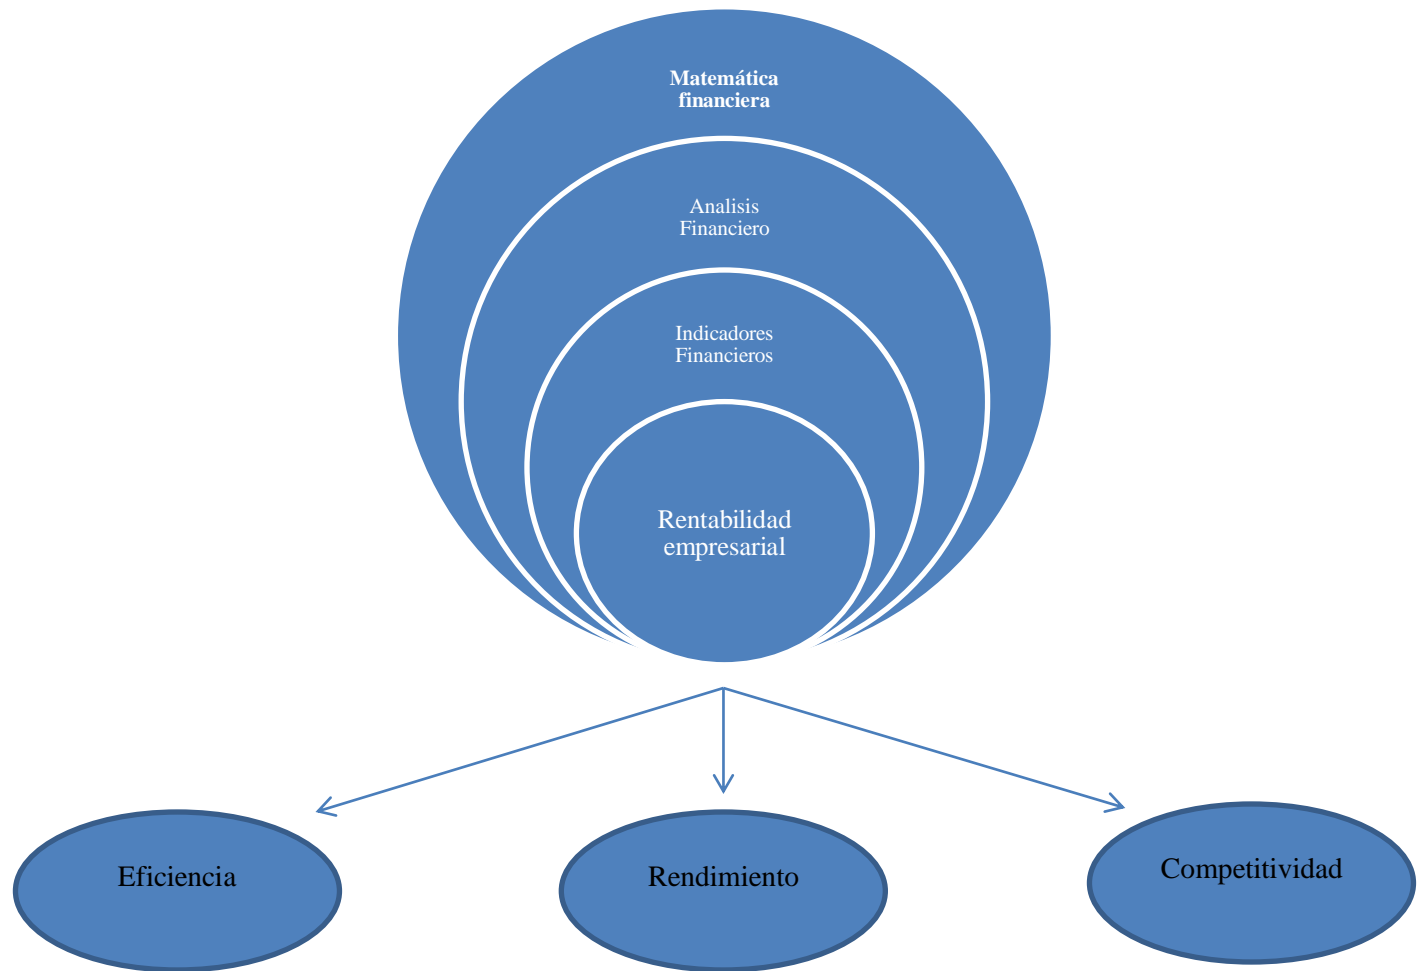 Matemática
financiera
Analisis
Financiero
Indicadores
Financieros
Rentabilidad
empresarial
Eficiencia
Rendimiento
Competitividad